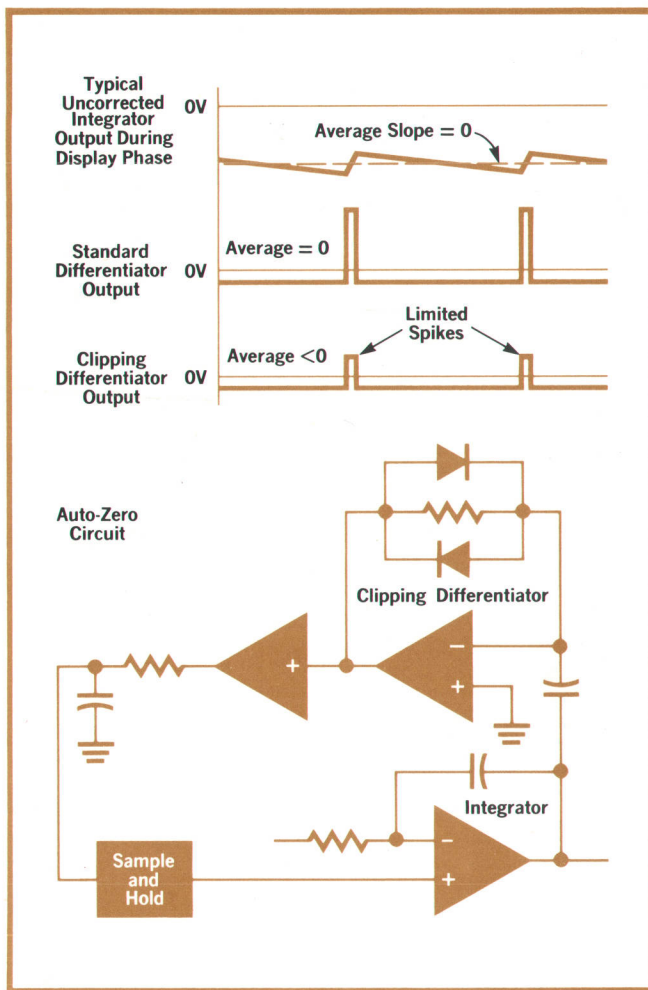 Typical
Uncorrected
Integrator
Output During
Display Phase
0V
Average Slope = 0
Standard
Differentiator
Output
0V
Average = 0
Limited
Spikes
Clipping
Differentiator
Output
0V
Average <0
Auto-Zero
Circuit
Clipping Differentiator
+
−
+
Integrator
−
+
Sample
and
Hold